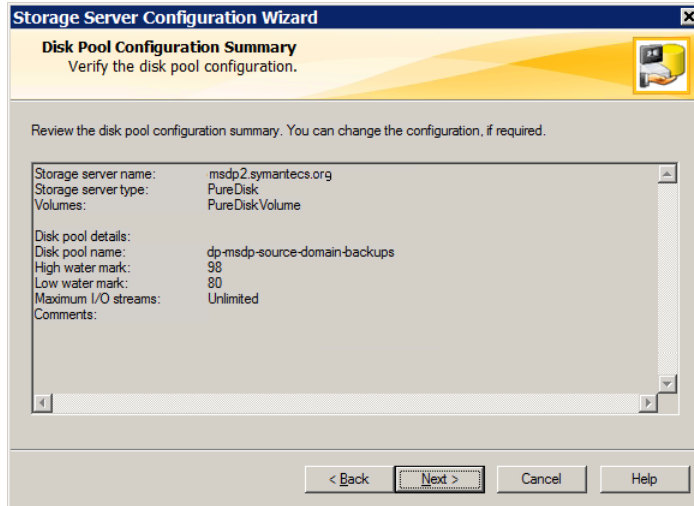 Storage Server Configuration Wizard
Disk Pool Configuration Summary
Verify the disk pool configuration.
Review the disk pool configuration summary. You can change the configuration, if required.
Storage server name: msdp2.symantecs.org
Storage server type: PureDisk
Volumes: PureDiskVolume
Disk pool details:
Disk pool name: dp-msdp-source-domain-backups
High water mark: 98
Low water mark: 80
Maximum I/O streams: Unlimited
Comments:
< Back Next > Cancel Help